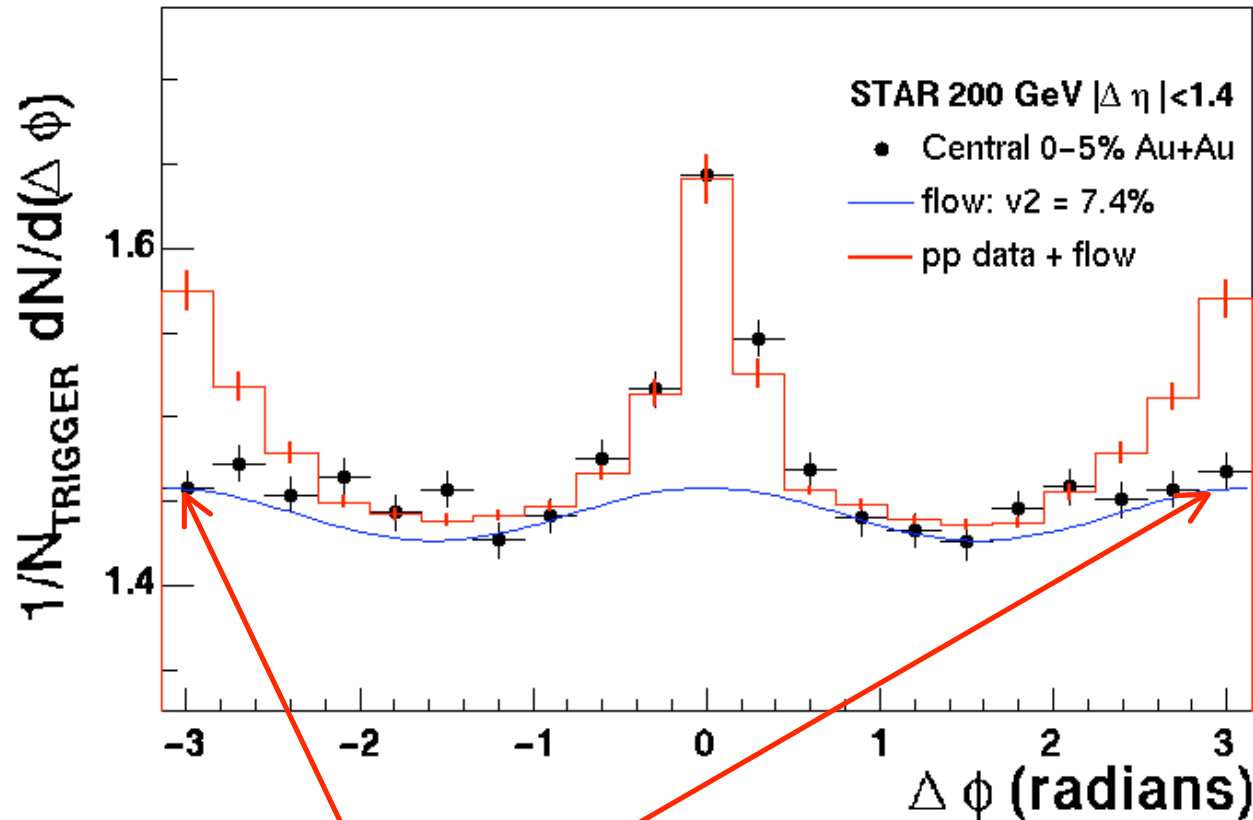 1/N_TRIGGER dN/d(Δ ϕ)
STAR 200 GeV |Δ η |<1.4
Central 0-5% Au+Au
flow: v2 = 7.4%
pp data + flow
1.6
1.4
-3 -2 -1 0 1 2 3
Δ ϕ (radians)